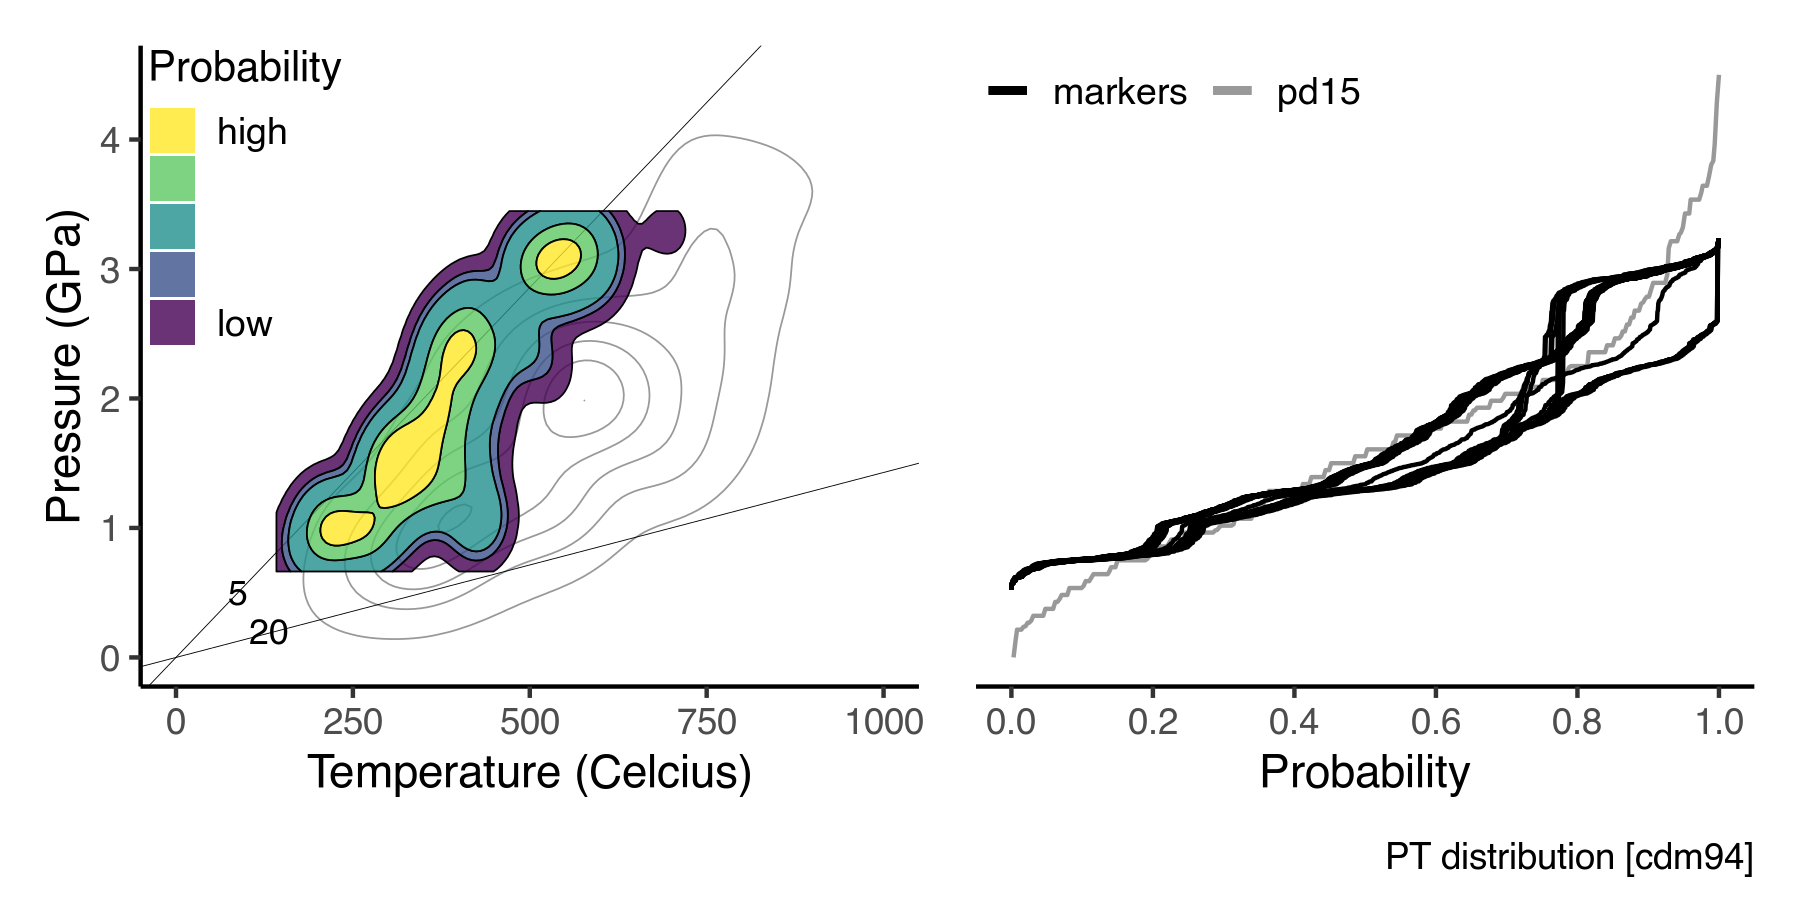 Probability
high
low
4
3
2
1
0
Pressure (GPa)
5
20
0
250
500
750
1000
Temperature (Celcius)
markers
pd15
0.0
0.2
0.4
0.6
0.8
1.0
Probability
PT distribution [cdm94]